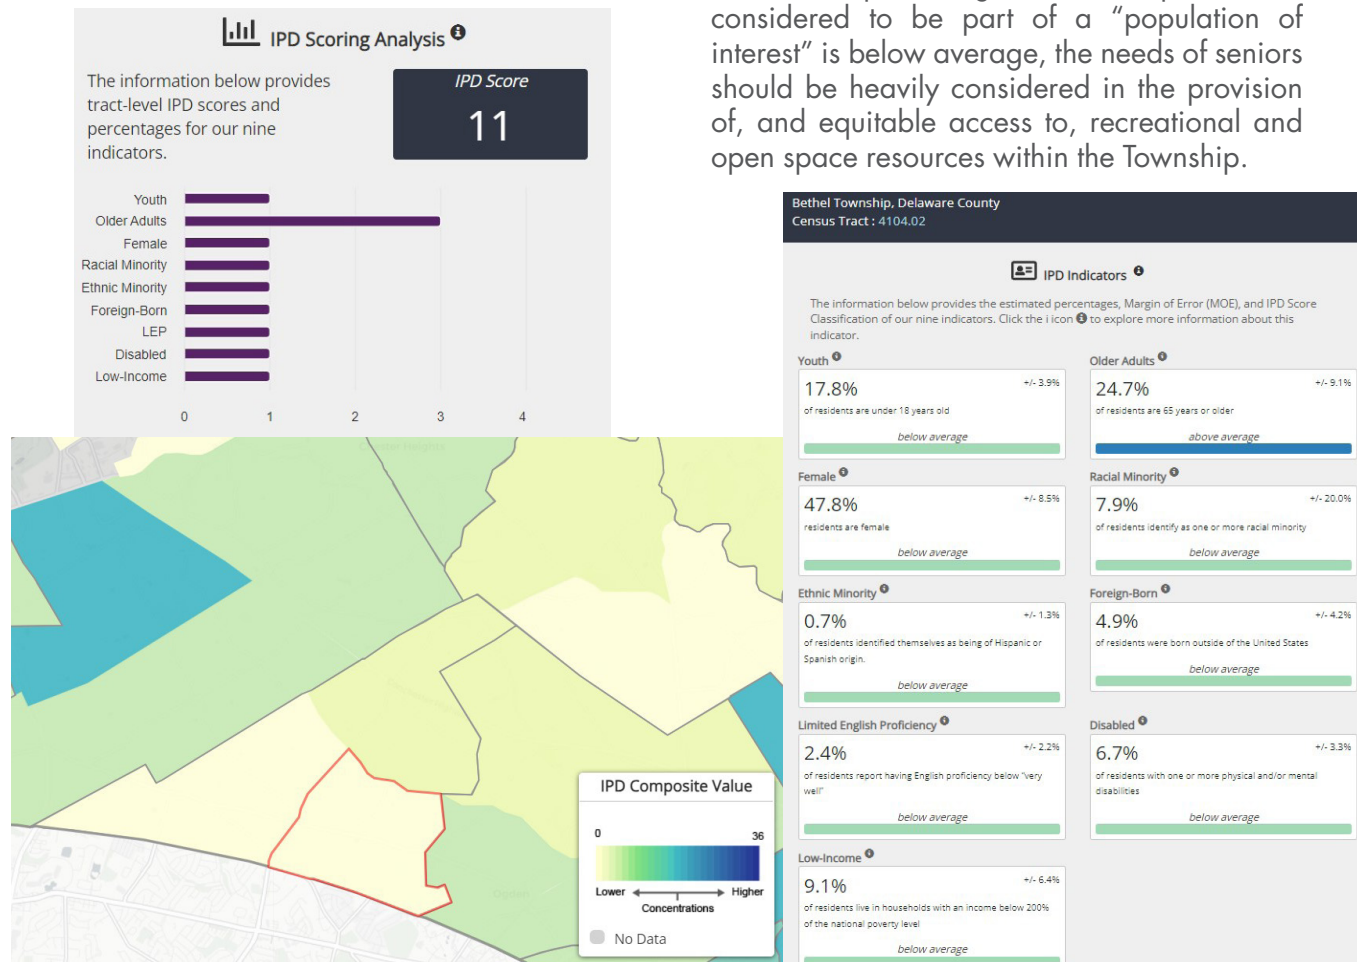 IPD Scoring Analysis
The information below provides
tract-level IPD scores and
percentages for our nine
indicators.
IPD Score
11
Youth
Older Adults
Female
Racial Minority
Ethnic Minority
Foreign-Born
LEP
Disabled
Low-Income
0 1 2 3 4
considered to be part of a “population of
interest” is below average, the needs of seniors
should be heavily considered in the provision
of, and equitable access to, recreational and
open space resources within the Township.
Bethel Township, Delaware County
Census Tract : 4104.02
IPD Indicators
The information below provides the estimated percentages, Margin of Error (MOE), and IPD Score
Classification of our nine indicators. Click the i icon to explore more information about this
indicator.
Youth
17.8% +/- 3.9%
of residents are under 18 years old
below average
Older Adults
24.7% +/- 9.1%
of residents are 65 years or older
above average
Female
47.8% +/- 8.5%
residents are female
below average
Racial Minority
7.9% +/- 20.0%
of residents identify as one or more racial minority
below average
Ethnic Minority
0.7% +/- 1.3%
of residents identified themselves as being of Hispanic or
Spanish origin.
below average
Foreign-Born
4.9% +/- 4.2%
of residents were born outside of the United States
below average
Limited English Proficiency
2.4% +/- 2.2%
of residents report having English proficiency below "very
well"
below average
Disabled
6.7% +/- 3.3%
of residents with one or more physical and/or mental
disabilities
below average
Low-Income
9.1% +/- 6.4%
of residents live in households with an income below 200%
of the national poverty level
below average
IPD Composite Value
0 36
Lower Higher
Concentrations
No Data